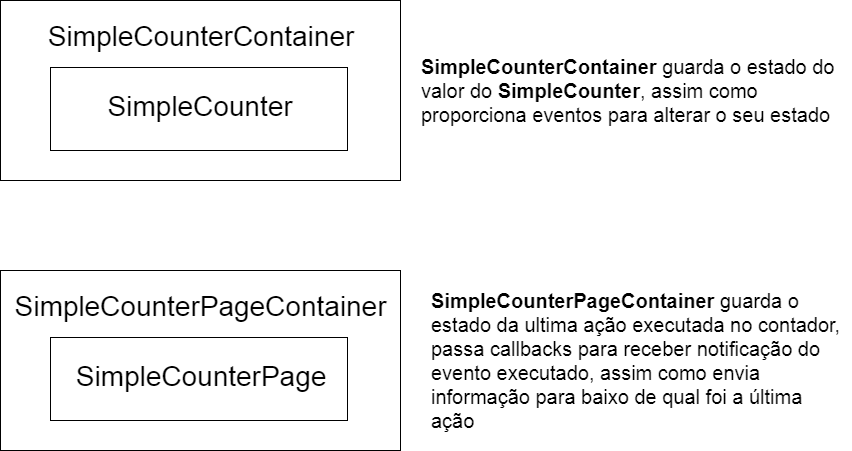 SimpleCounterContainer
SimpleCounter
SimpleCounterContainer guarda o estado do
valor do SimpleCounter, assim como
proporciona eventos para alterar o seu estado
SimpleCounterPageContainer
SimpleCounterPage
SimpleCounterPageContainer guarda o
estado da ultima ação executada no contador,
passa callbacks para receber notificação do
evento executado, assim como envia
informação para baixo de qual foi a última
ação